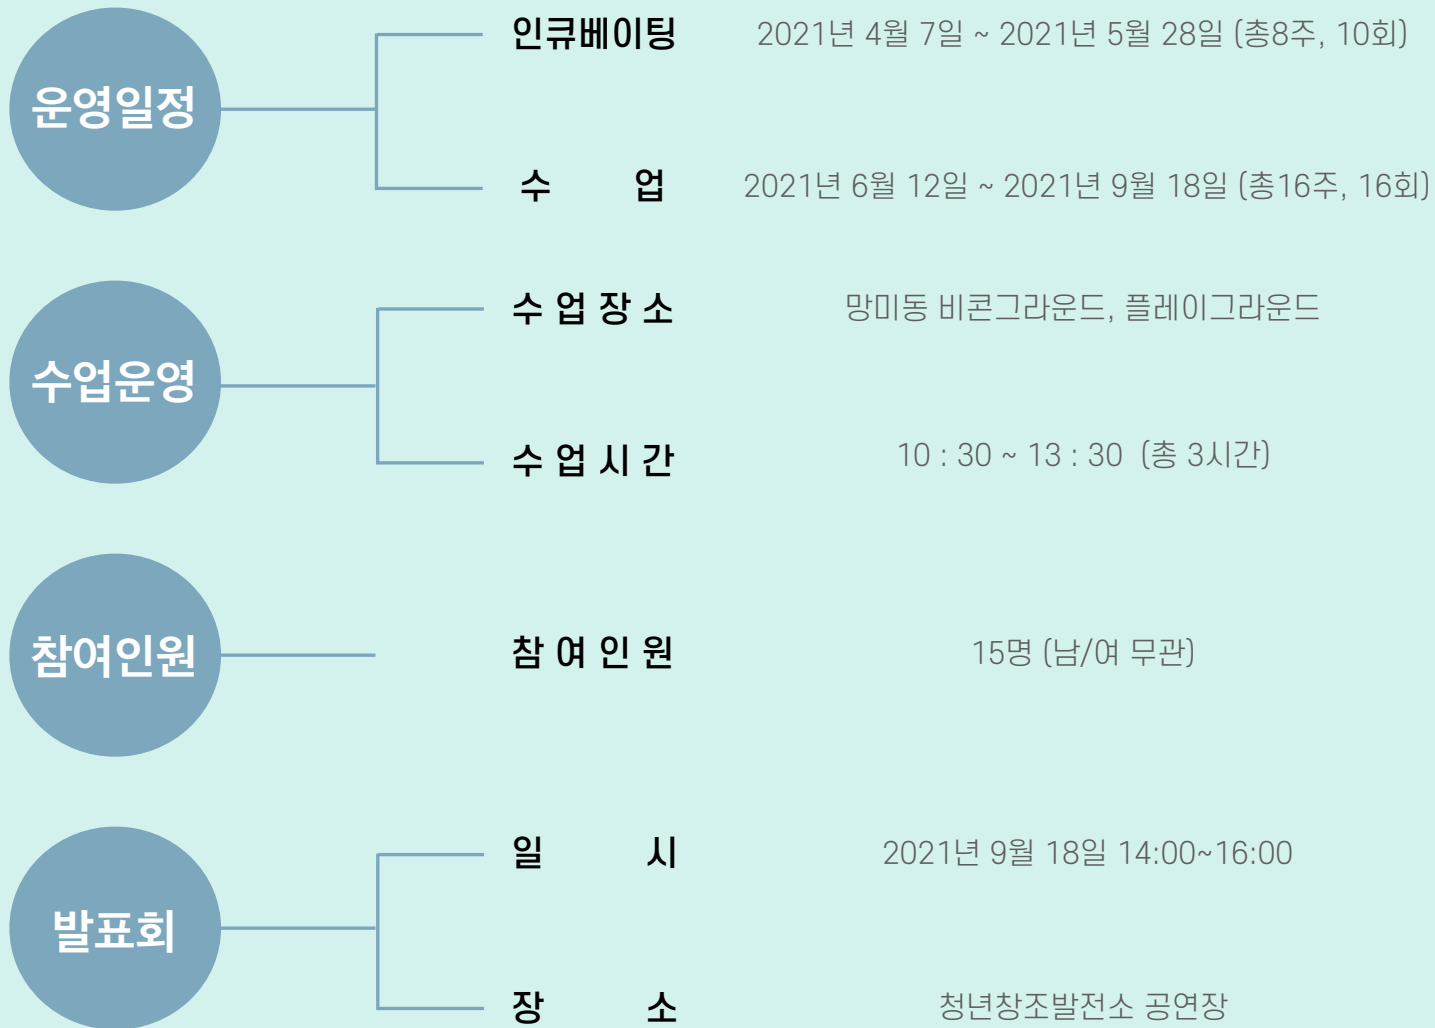 운영일정
인큐베이팅 2021년 4월 7일 ~ 2021년 5월 28일 (총8주, 10회)
수 업 2021년 6월 12일 ~ 2021년 9월 18일 (총16주, 16회)
수업운영
수 업 장 소 망미동 비콘그라운드, 플레이그라운드
수 업 시 간 10 : 30 ~ 13 : 30 (총 3시간)
참여인원
참 여 인 원 15명 (남/여 무관)
발표회
일 시 2021년 9월 18일 14:00~16:00
장 소 청년창조발전소 공연장